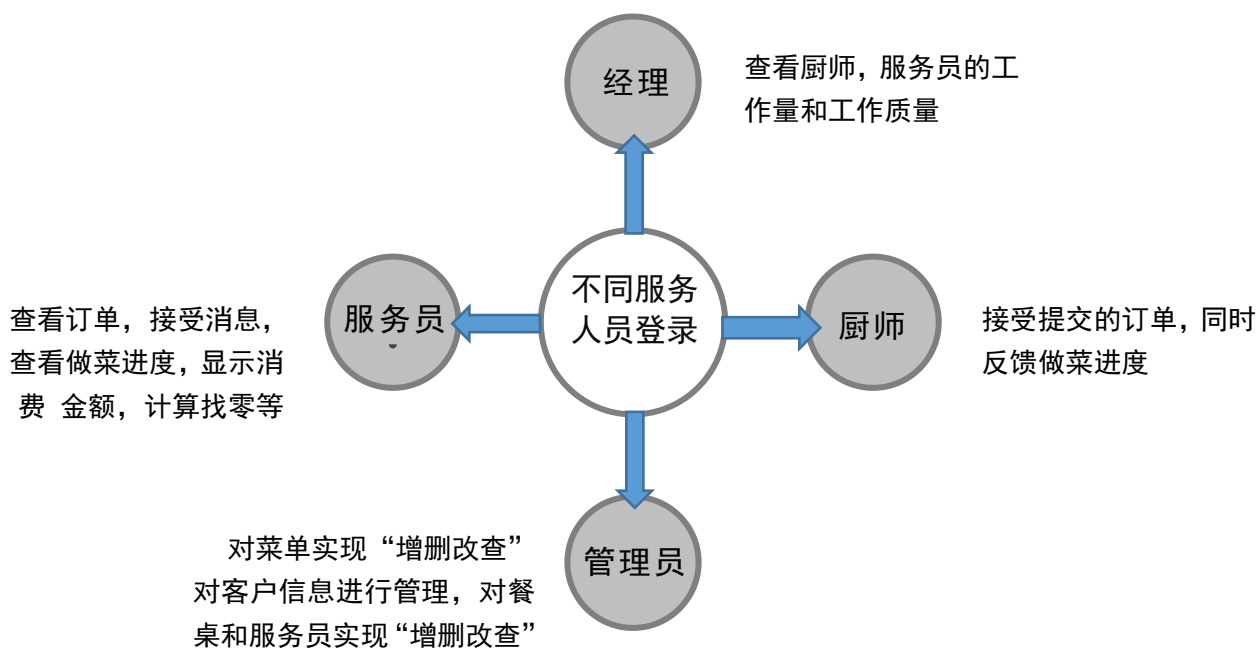 经理
查看厨师，服务员的工
作量和工作质量
不同服务
人员登录
服务员
查看订单，接受消息，
查看做菜进度，显示消
费 金额，计算找零等
厨师
接受提交的订单，同时
反馈做菜进度
管理员
对菜单实现“增删改查”
对客户信息进行管理，对餐
桌和服务员实现“增删改查”